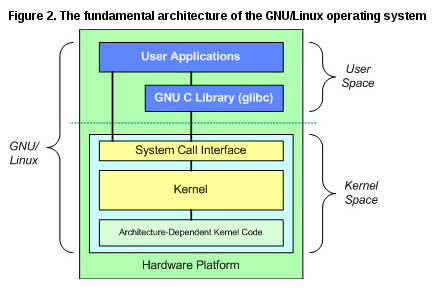 Figure 2. The fundamental architecture of the GNU/Linux operating system
User Applications
GNU C Library (glibc)
User
Space
GNU/
Linux
System Call Interface
Kernel
Architecture-Dependent Kernel Code
Kernel
Space
Hardware Platform